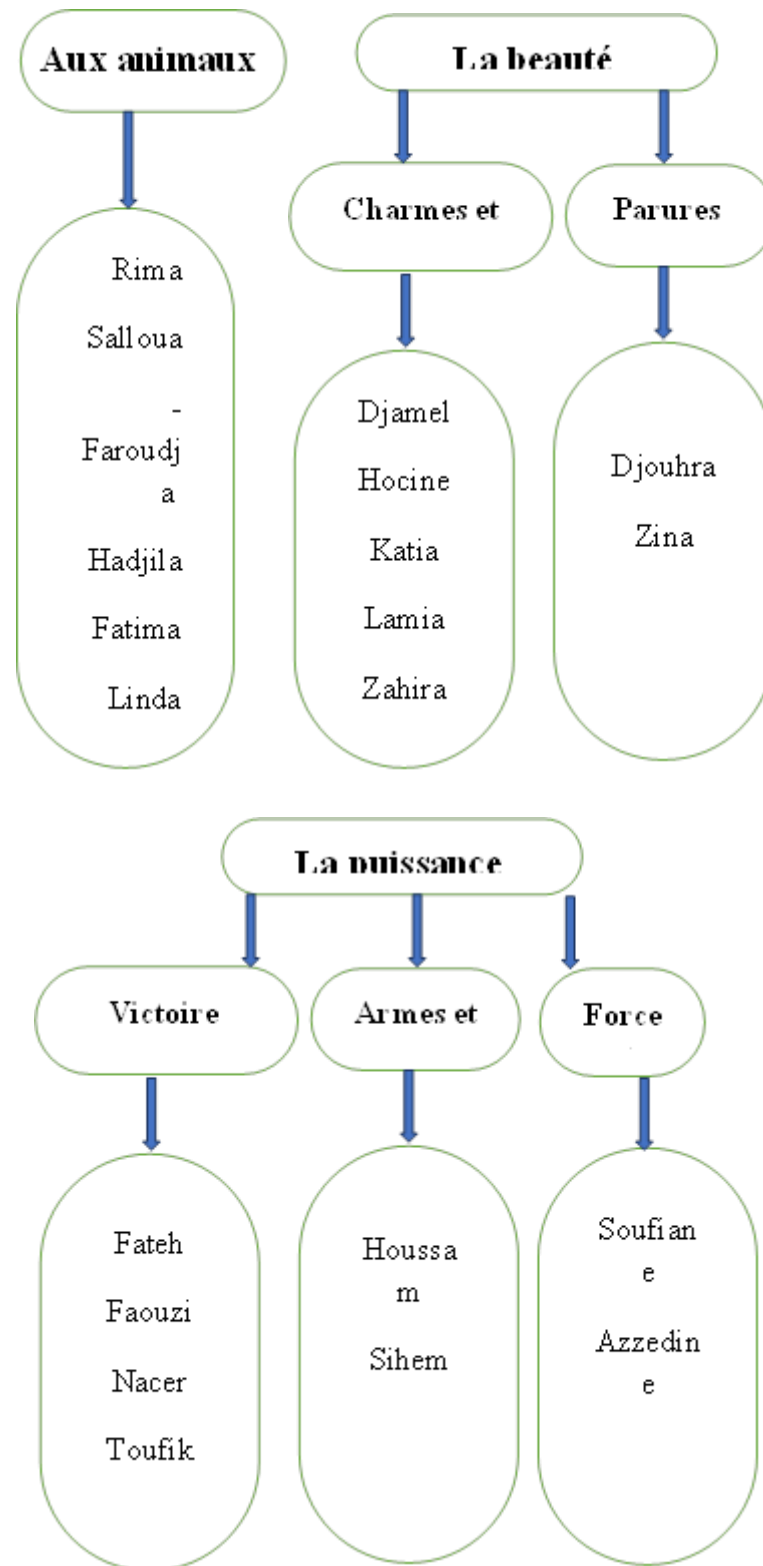 Aux animaux
Rima
Salloua
-
Faroudj
a
Hadjila
Fatima
Linda
La beauté
Charmes et
Djamel
Hocine
Katia
Lamia
Zahira
Parures
Djouhra
Zina
La puissance
Victoire
Fateh
Faouzi
Nacer
Toufik
Armes et
Houssa
m
Sihem
Force
Soufian
e
Azzedin
e